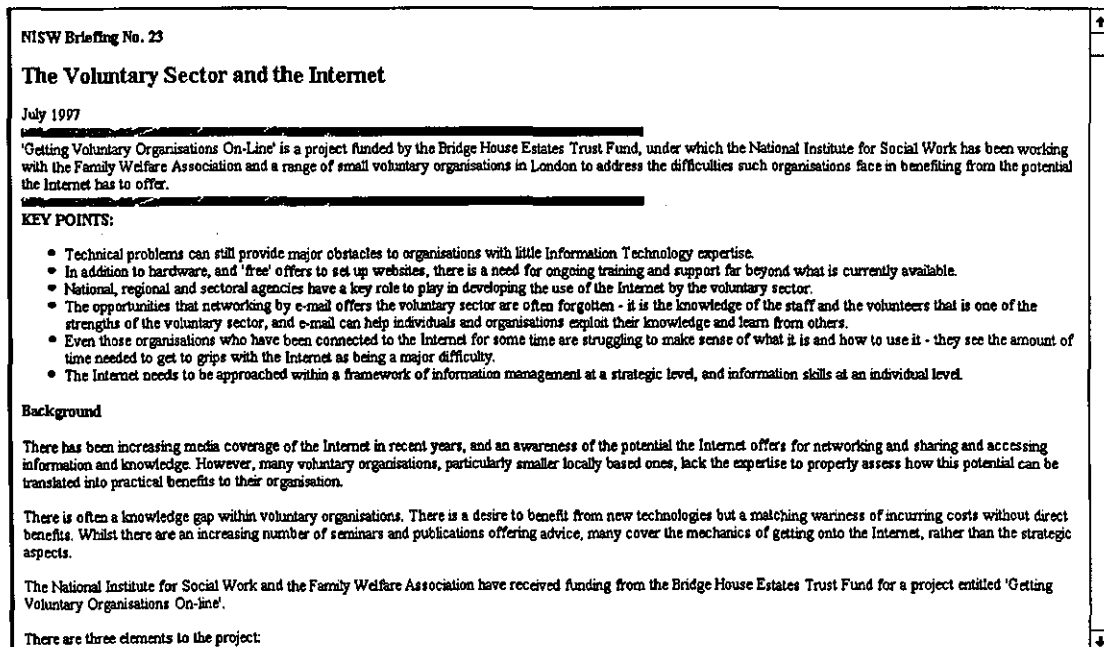 NISW Briefing No. 23
The Voluntary Sector and the Internet
July 1997
'Getting Voluntary Organisations On-Line' is a project funded by the Bridge House Estates Trust Fund, under which the National Institute for Social Work has been working
with the Family Welfare Association and a range of small voluntary organisations in London to address the difficulties such organisations face in benefiting from the potential
the Internet has to offer.
KEY POINTS:
• Technical problems can still provide major obstacles to organisations with little Information Technology expertise.
• In addition to hardware, and 'free' offers to set up websites, there is a need for ongoing training and support far beyond what is currently available.
• National, regional and sectoral agencies have a key role to play in developing the use of the Internet by the voluntary sector.
• The opportunities that networking by e-mail offers the voluntary sector are often forgotten - it is the knowledge of the staff and the volunteers that is one of the
strengths of the voluntary sector, and e-mail can help individuals and organisations exploit their knowledge and learn from others.
• Even those organisations who have been connected to the Internet for some time are struggling to make sense of what it is and how to use it - they see the amount of
time needed to get to grips with the Internet as being a major difficulty.
• The Internet needs to be approached within a framework of information management at a strategic level, and information skills at an individual level.
Background
There has been increasing media coverage of the Internet in recent years, and an awareness of the potential the Internet offers for networking and sharing and accessing
information and knowledge. However, many voluntary organisations, particularly smaller locally based ones, lack the expertise to properly assess how this potential can be
translated into practical benefits to their organisation.
There is often a knowledge gap within voluntary organisations. There is a desire to benefit from new technologies but a matching wariness of incurring costs without direct
benefits. Whilst there are an increasing number of seminars and publications offering advice, many cover the mechanics of getting onto the Internet, rather than the strategic
aspects.
The National Institute for Social Work and the Family Welfare Association have received funding from the Bridge House Estates Trust Fund for a project entitled 'Getting
Voluntary Organisations On-line'.
There are three elements to the project: